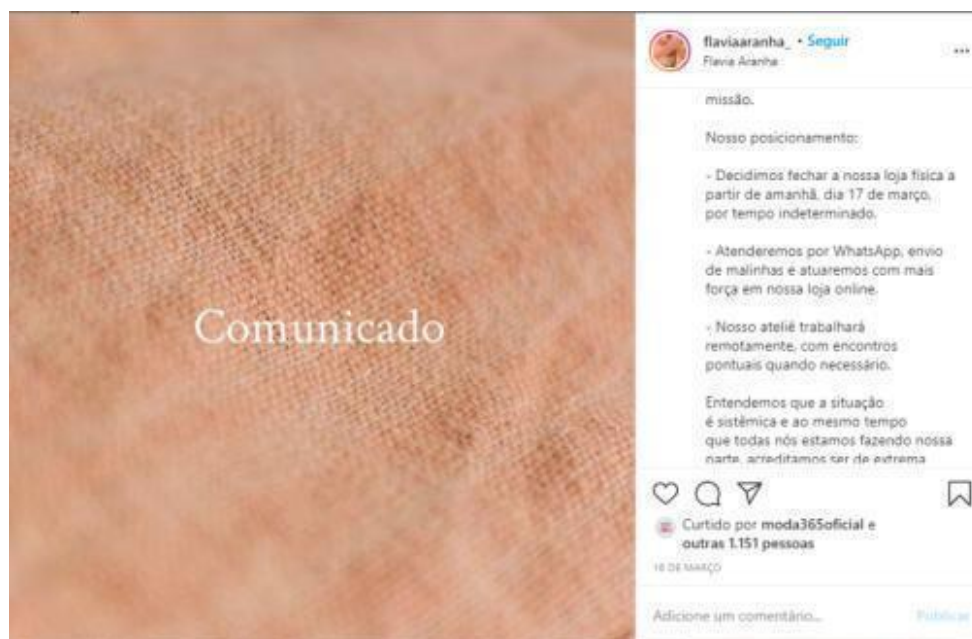 Comunicado
flaviaaranha_ • Seguir
Flavia Aranha
missão.
Nosso posicionamento:
- Decidimos fechar a nossa loja física a
partir de amanhã, dia 17 de março,
por tempo indeterminado.
- Atenderemos por WhatsApp, envio
de malinhas e atuaremos com mais
força em nossa loja online.
- Nosso ateliê trabalhará
remotamente, com encontros
pontuais quando necessário.
Entendemos que a situação
é sistêmica e ao mesmo tempo
que todas nós estamos fazendo nossa
parte, acreditamos ser de extrema
Curtido por moda365oficial e
outras 1.151 pessoas
16 DE MARÇO
Adicione um comentário... Publicar